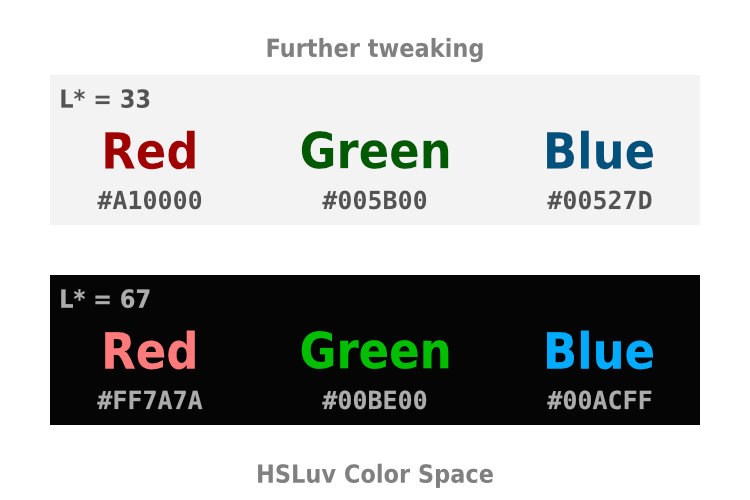 Further tweaking
L* = 33
Red Green Blue
#A10000 #005B00 #00527D
L* = 67
Red Green Blue
#FF7A7A #00BE00 #00ACFF
HSLuv Color Space